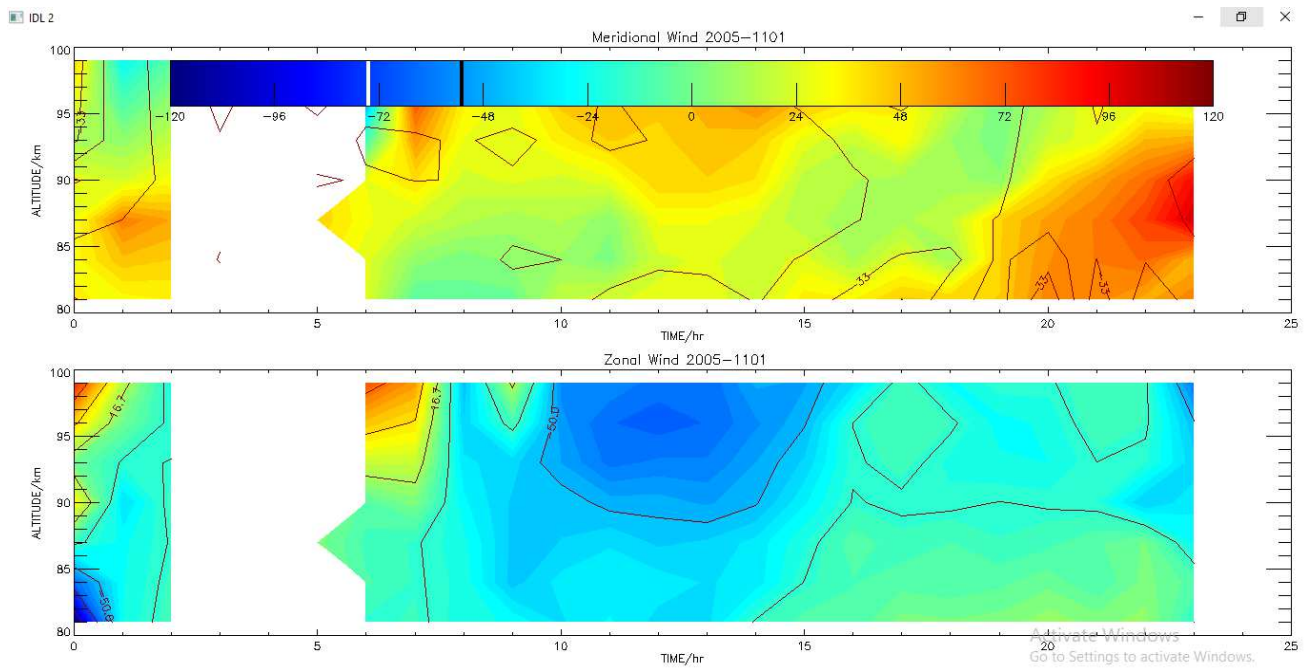 IDL 2
Meridional Wind 2005-1101
100
95
90
85
80
ALTITUDE/km
-120 -96 -72 -48 -24 0 24 48 72 96 120
-33
-33
-33
-33
0 5 10 15 20 25
TIME/hr
Zonal Wind 2005-1101
100
95
90
85
80
ALTITUDE/km
16.7
16.7
-50.0
-50.0
0 5 10 15 20 25
TIME/hr
Activate Windows
Go to Settings to activate Windows.